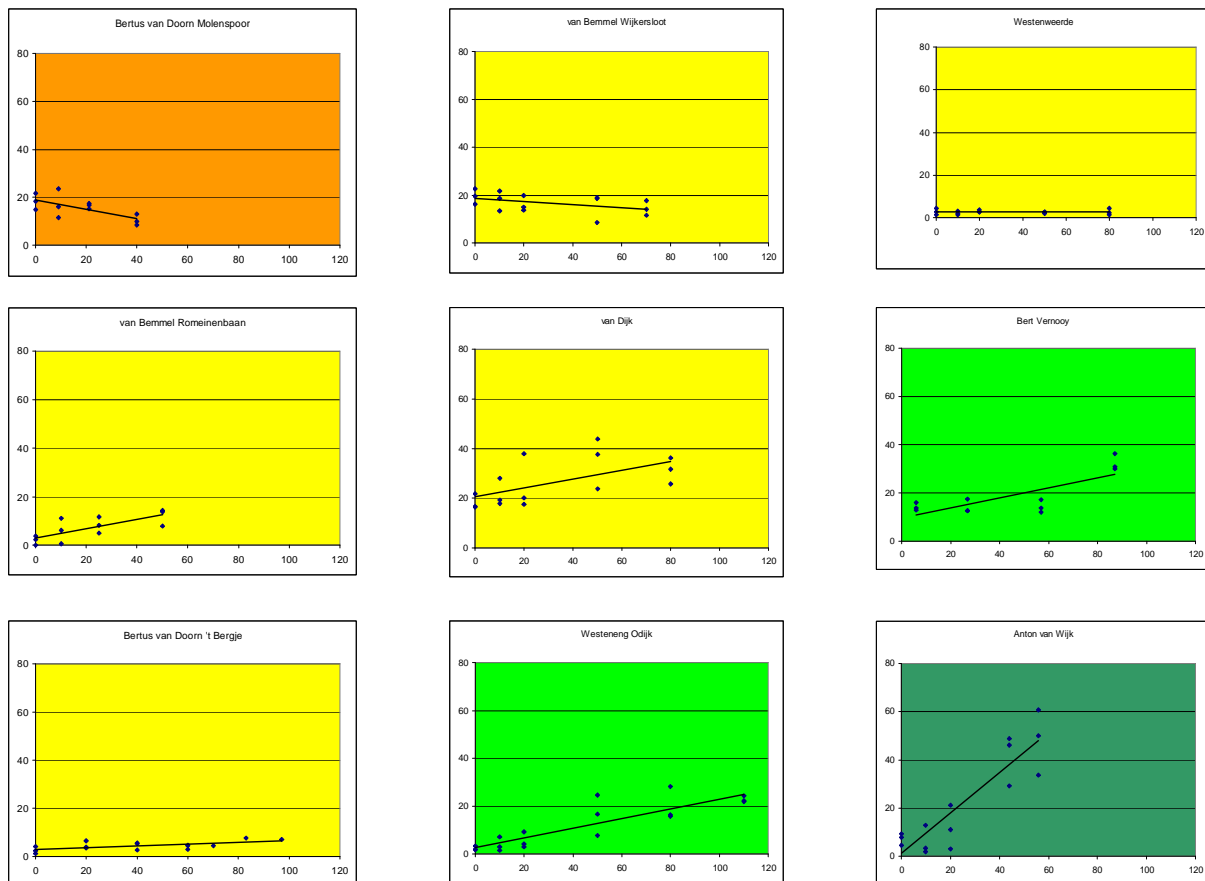 Bertus van Doorn Molenspoor
80
60
40
20
0
0 20 40 60 80 100 120
van Bemmel Wijkersloot
80
60
40
20
0
0 20 40 60 80 100 120
Westenweerde
80
60
40
20
0
0 20 40 60 80 100 120
van Bemmel Romeinenbaan
80
60
40
20
0
0 20 40 60 80 100 120
van Dijk
80
60
40
20
0
0 20 40 60 80 100 120
Bert Vernooy
80
60
40
20
0
0 20 40 60 80 100 120
Bertus van Doorn 't Bergje
80
60
40
20
0
0 20 40 60 80 100 120
Westeneng Odijk
80
60
40
20
0
0 20 40 60 80 100 120
Anton van Wijk
80
60
40
20
0
0 20 40 60 80 100 120